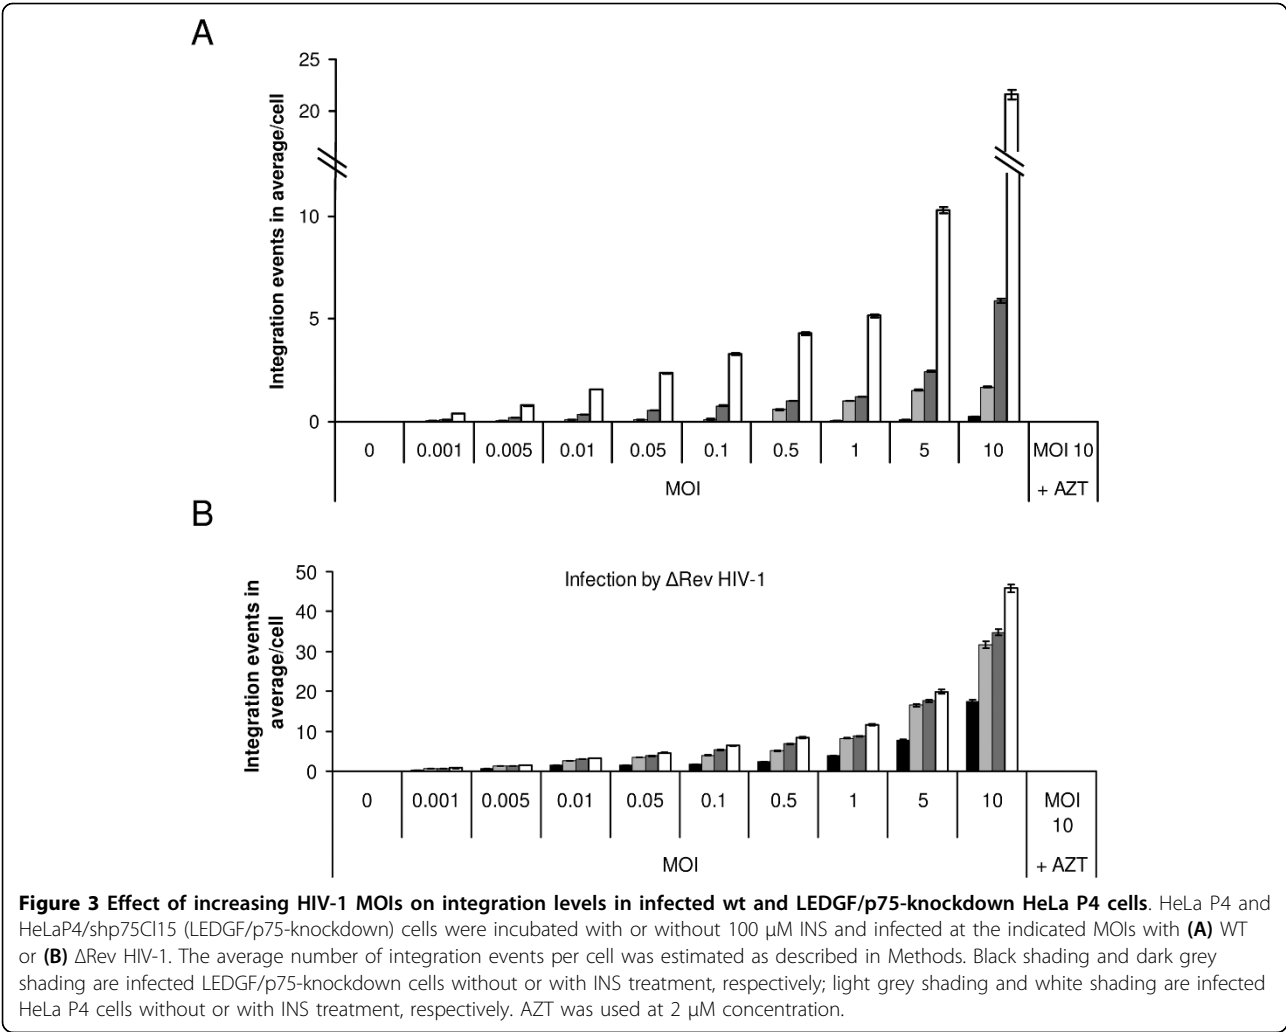 A
Integration events in average/cell
25
20
10
5
0
0 0.001 0.005 0.01 0.05 0.1 0.5 1 5 10 MOI 10
MOI + AZT
B
Infection by ΔRev HIV-1
Integration events in
average/cell
50
40
30
20
10
0
0 0.001 0.005 0.01 0.05 0.1 0.5 1 5 10 MOI
10
MOI + AZT
Figure 3 Effect of increasing HIV-1 MOIs on integration levels in infected wt and LEDGF/p75-knockdown HeLa P4 cells. HeLa P4 and
HeLaP4/shp75Cl15 (LEDGF/p75-knockdown) cells were incubated with or without 100 μM INS and infected at the indicated MOIs with (A) WT
or (B) ΔRev HIV-1. The average number of integration events per cell was estimated as described in Methods. Black shading and dark grey
shading are infected LEDGF/p75-knockdown cells without or with INS treatment, respectively; light grey shading and white shading are infected
HeLa P4 cells without or with INS treatment, respectively. AZT was used at 2 μM concentration.